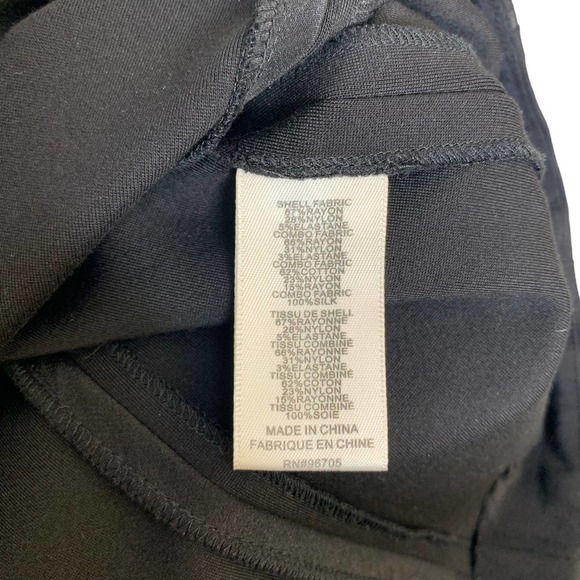 SHELL FABRIC
67%RAYON
28%NYLON
5%ELASTANE
COMBO FABRIC
66%RAYON
31%NYLON
3%ELASTANE
COMBO FABRIC
62%COTTON
23%NYLON
15%RAYON
COMBO FABRIC
100%SILK
TISSU DE SHELL
67%RAYONNE
28%NYLON
5%ELASTANE
TISSU COMBINE
66%RAYONNE
31%NYLON
3%ELASTANE
TISSU COMBINE
62%COTON
23%NYLON
15%RAYONNE
TISSU COMBINE
100%SOIE
MADE IN CHINA
FABRIQUE EN CHINE
RN#96705